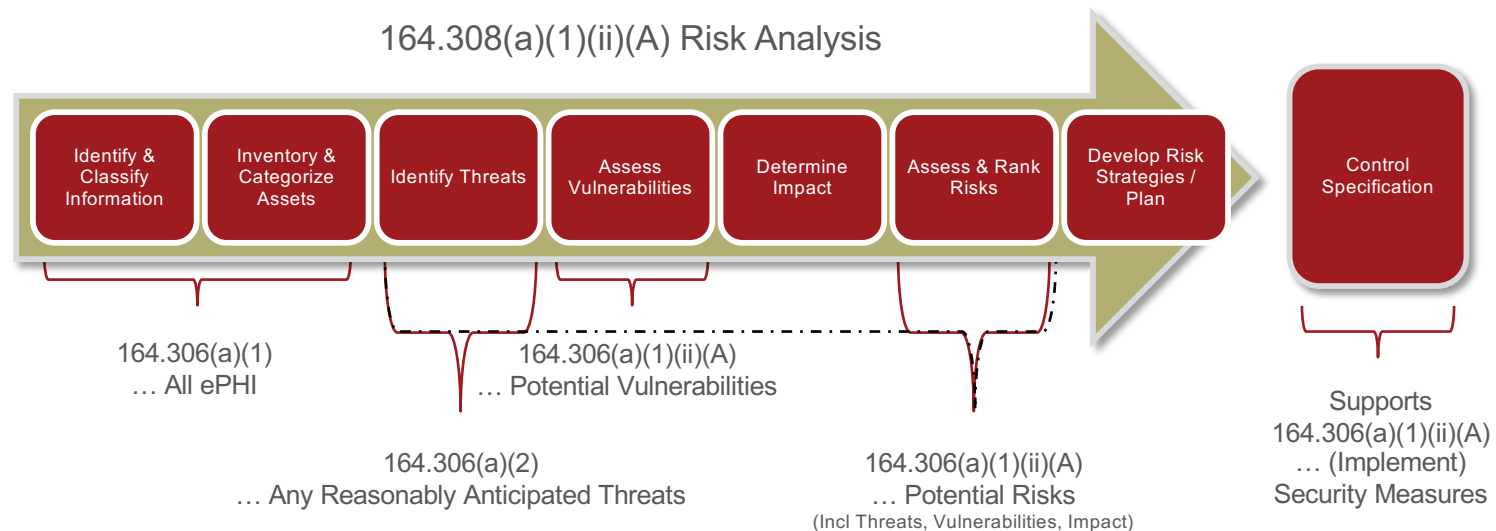 164.308(a)(1)(ii)(A) Risk Analysis
Identify &
Classify
Information
Inventory &
Categorize
Assets
Identify Threats
Assess
Vulnerabilities
Determine
Impact
Assess & Rank
Risks
Develop Risk
Strategies /
Plan
Control
Specification
164.306(a)(1)
… All ePHI
164.306(a)(1)(ii)(A)
… Potential Vulnerabilities
164.306(a)(2)
… Any Reasonably Anticipated Threats
164.306(a)(1)(ii)(A)
… Potential Risks
(Incl Threats, Vulnerabilities, Impact)
Supports
164.306(a)(1)(ii)(A)
… (Implement)
Security Measures